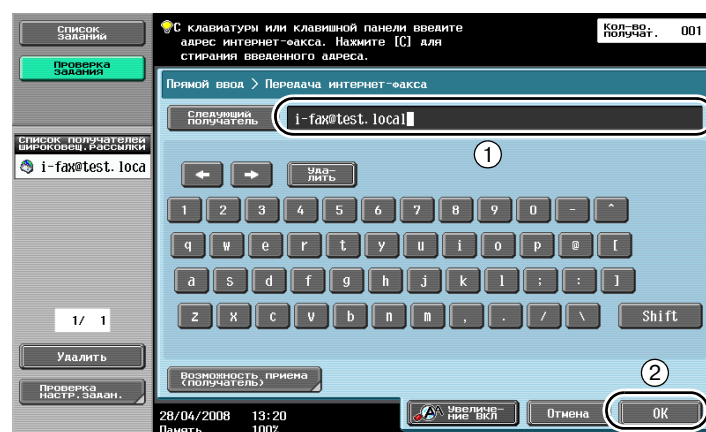 Список
заданий
Проверка
задания
Список получателей
широковещ.рассылки
i-fax@test.loca
1/ 1
Удалить
Проверка
настр.задан.
С клавиатуры или клавишной панели введите
адрес интернет-факса. Нажмите [C] для
стирания введенного адреса.
Кол-во.
получат. 001
Прямой ввод > Передача интернет-факса
Следующий
получатель
i-fax@test.local
1
← → Уда-
лить
1 2 3 4 5 6 7 8 9 0 - ^
q w e r t y u i o p @ [
a s d f g h j k l ; : ]
z x c v b n m , . / \ Shift
Возможность приема
(получатель)
2
28/04/2008 13:20
Память 100%
Увеличе-
ние ВКЛ
Отмена
OK